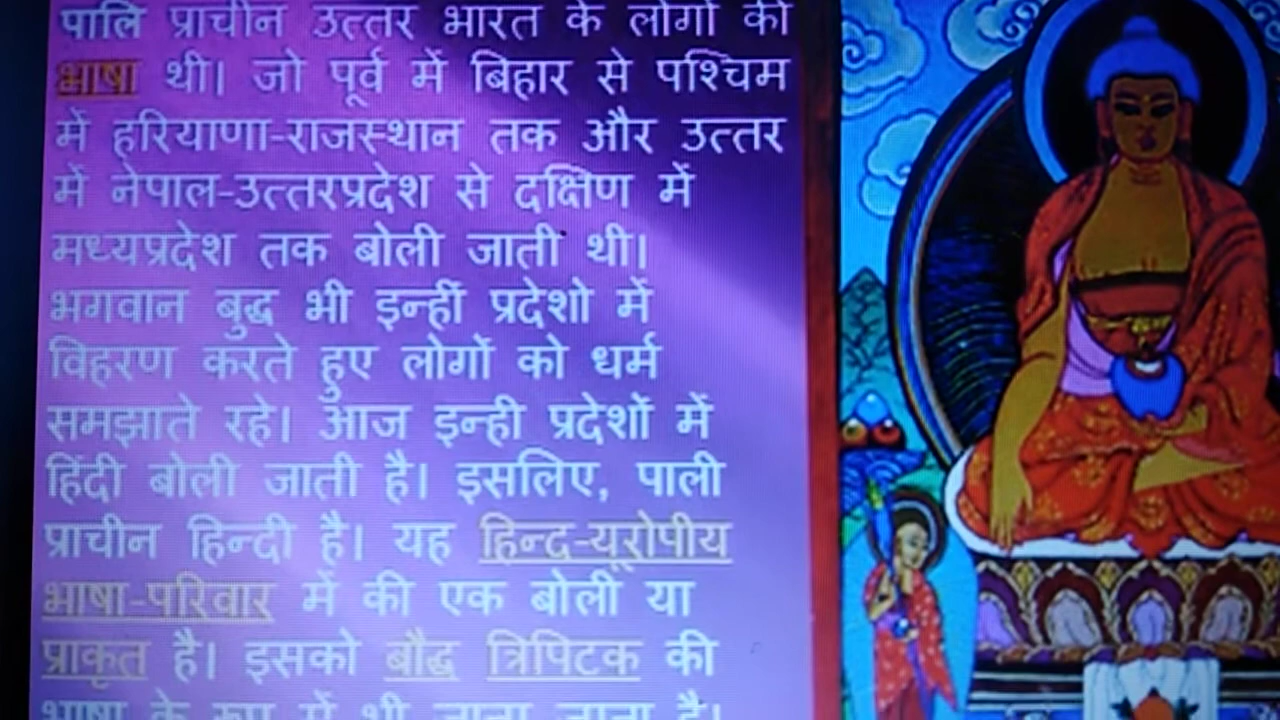 पालि प्राचीन उत्तर भारत के लोगों की
भाषा थी। जो पूर्व में बिहार से पश्चिम
में हरियाणा-राजस्थान तक और उत्तर
में नेपाल-उत्तरप्रदेश से दक्षिण में
मध्यप्रदेश तक बोली जाती थी।
भगवान बुद्ध भी इन्हीं प्रदेशो में
विहरण करते हुए लोगों को धर्म
समझाते रहे। आज इन्ही प्रदेशों में
हिंदी बोली जाती है। इसलिए, पाली
प्राचीन हिन्दी है। यह हिन्द-यूरोपीय
भाषा-परिवार में की एक बोली या
प्राकृत है। इसको बौद्ध त्रिपिटक की
भाषा के रूप में भी जाना जाता है।